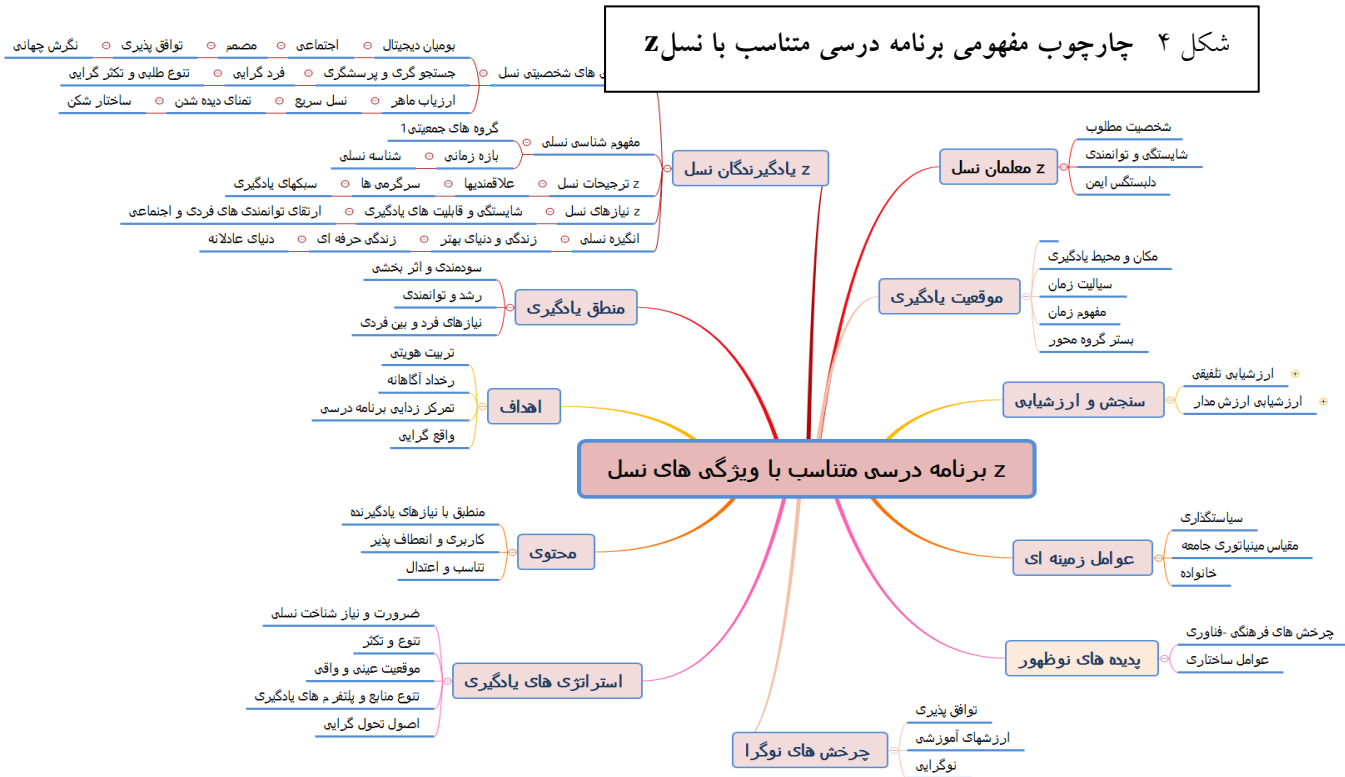 شکل ۴ چارچوب مفهومی برنامه درسی متناسب با نسلz
z برنامه درسی متناسب با ویژگی های نسل
z معلمان نسل
شخصیت مطلوب
شایستگی و توانمندی
دلبستگس ایمن
موقعیت یادگیری
مکان و محیط یادگیری
سیالیت زمان
مفهوم زمان
بستر گروه محور
سنجش و ارزشیابی
ارزشیابی تلفیقی
ارزشیابی ارزش مدار
عوامل زمینه ای
سیاستگذاری
مقیاس مینیاتوری جامعه
خانواده
پدیده های نوظهور
چرخش های فرهنگی -فناوری
عوامل ساختاری
چرخش های نوگرا
توافق پذیری
ارزشهای آموزشی
نوگرایی
z یادگیرندگان نسل
ی های شخصیتی نسل
بومیان دیجیتال اجتماعی مصمم توافق پذیری نگرش چهانی
جستجو گری و پرسشگری فرد گرایی تنوع طلبی و تکثر گرایی
ارزیاب ماهر نسل سریع تمنای دیده شدن ساختار شکن
مفهوم شناسی نسلی
گروه های جمعیتی1
بازه زمانی شناسه نسلی
z ترجیحات نسل علاقمندیها سرگرمی ها سبکهای یادگیری
z نیازهای نسل شایستگی و قابلیت های یادگیری ارتقای توانمندی های فردی و اجتماعی
انگیزه نسلی زندگی و دنیای بهتر زندگی حرفه ای دنیای عادلانه
منطق یادگیری
سودمندی و اثر بخشی
رشد و توانمندی
نیازهای فرد و بین فردی
اهداف
تربیت هویتی
رخداد آگاهانه
تمرکز زدایی برنامه درسی
واقع گرایی
محتوی
منطبق با نیازهای یادگیرنده
کاربری و انعطاف پذیر
تناسب و اعتدال
استراتژی های یادگیری
ضرورت و نیاز شناخت نسلی
تنوع و تکثر
موقعیت عینی و واقی
تنوع منابع و پلتفر م های یادگیری
اصول تحول گرایی